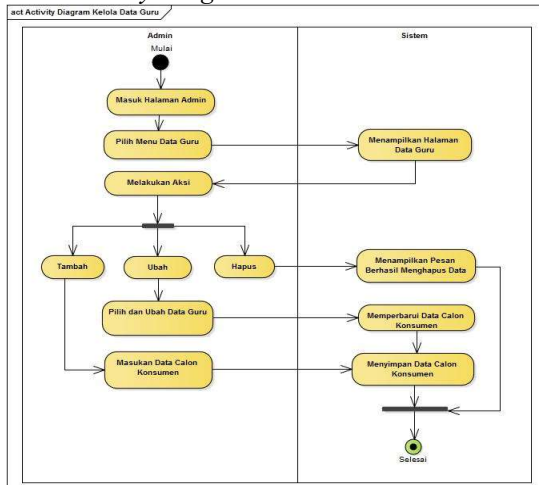 act Activity Diagram Kelola Data Guru
Admin
Sistem
Mulai
Masuk Halaman Admin
Pilih Menu Data Guru
Menampilkan Halaman
Data Guru
Melakukan Aksi
Tambah
Ubah
Hapus
Menampilkan Pesan
Berhasil Menghapus Data
Pilih dan Ubah Data Guru
Memperbarui Data Calon
Konsumen
Masukan Data Calon
Konsumen
Menyimpan Data Calon
Konsumen
Selesai